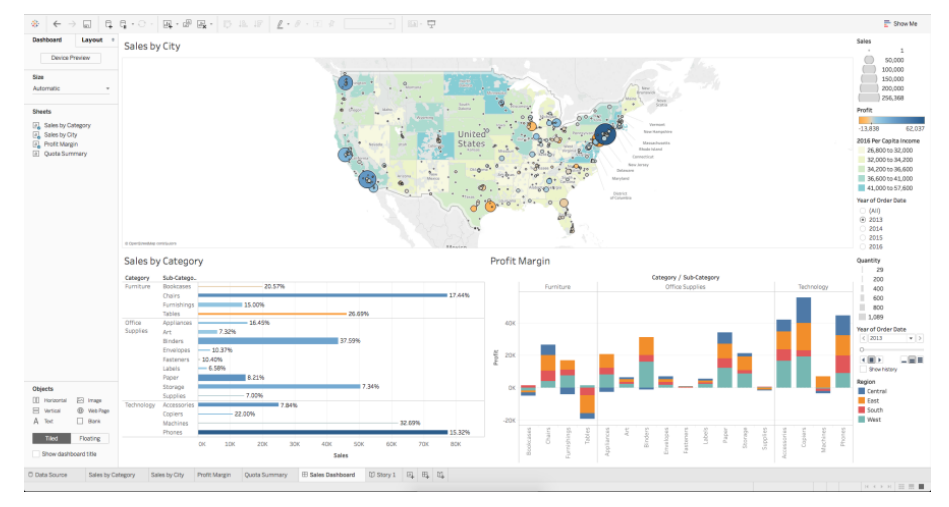 Show Me
Dashboard Layout
Device Preview
Size
Automatic
Sheets
Sales by Category
Sales by City
Profit Margin
Quota Summary
Objects
Horizontal Image
Vertical Web Page
Text Blank
Tiled Floating
Show dashboard title
Sales by City
United States
Vermont
New Hampshire
Massachusetts
Rhode Island
Connecticut
New Jersey
Delaware
Maryland
District of Columbia
Sales
1
50,000
100,000
150,000
200,000
256,368
Profit
-13,838 62,037
2016 Per Capita Income
26,800 to 32,000
32,000 to 34,200
34,200 to 36,600
36,600 to 41,000
41,000 to 57,600
Year of Order Date
(All)
2013
2014
2015
2016
Quantity
29
200
400
600
800
1,089
Year of Order Date
2013
Show history
Region
Central
East
South
West
Sales by Category
Category Sub-Catego..
Furniture Bookcases 20.57%
Chairs 17.44%
Furnishings 15.00%
Tables 26.69%
Office Supplies Appliances 16.45%
Art 7.32%
Binders 37.59%
Envelopes 10.37%
Fasteners 10.40%
Labels 6.58%
Paper 8.21%
Storage 7.34%
Supplies 7.00%
Technology Accessories 7.84%
Copiers 22.00%
Machines 32.69%
Phones 15.32%
0K 10K 20K 30K 40K 50K 60K 70K 80K
Sales
Profit Margin
Category / Sub-Category
Furniture Office Supplies Technology
Profit
40K
20K
0K
-20K
Bookcases Chairs Furnishings Tables Appliances Art Binders Envelopes Fasteners Labels Paper Storage Supplies Accessories Copiers Machines Phones
Data Source Sales by Category Sales by City Profit Margin Quota Summary Sales Dashboard Story 1